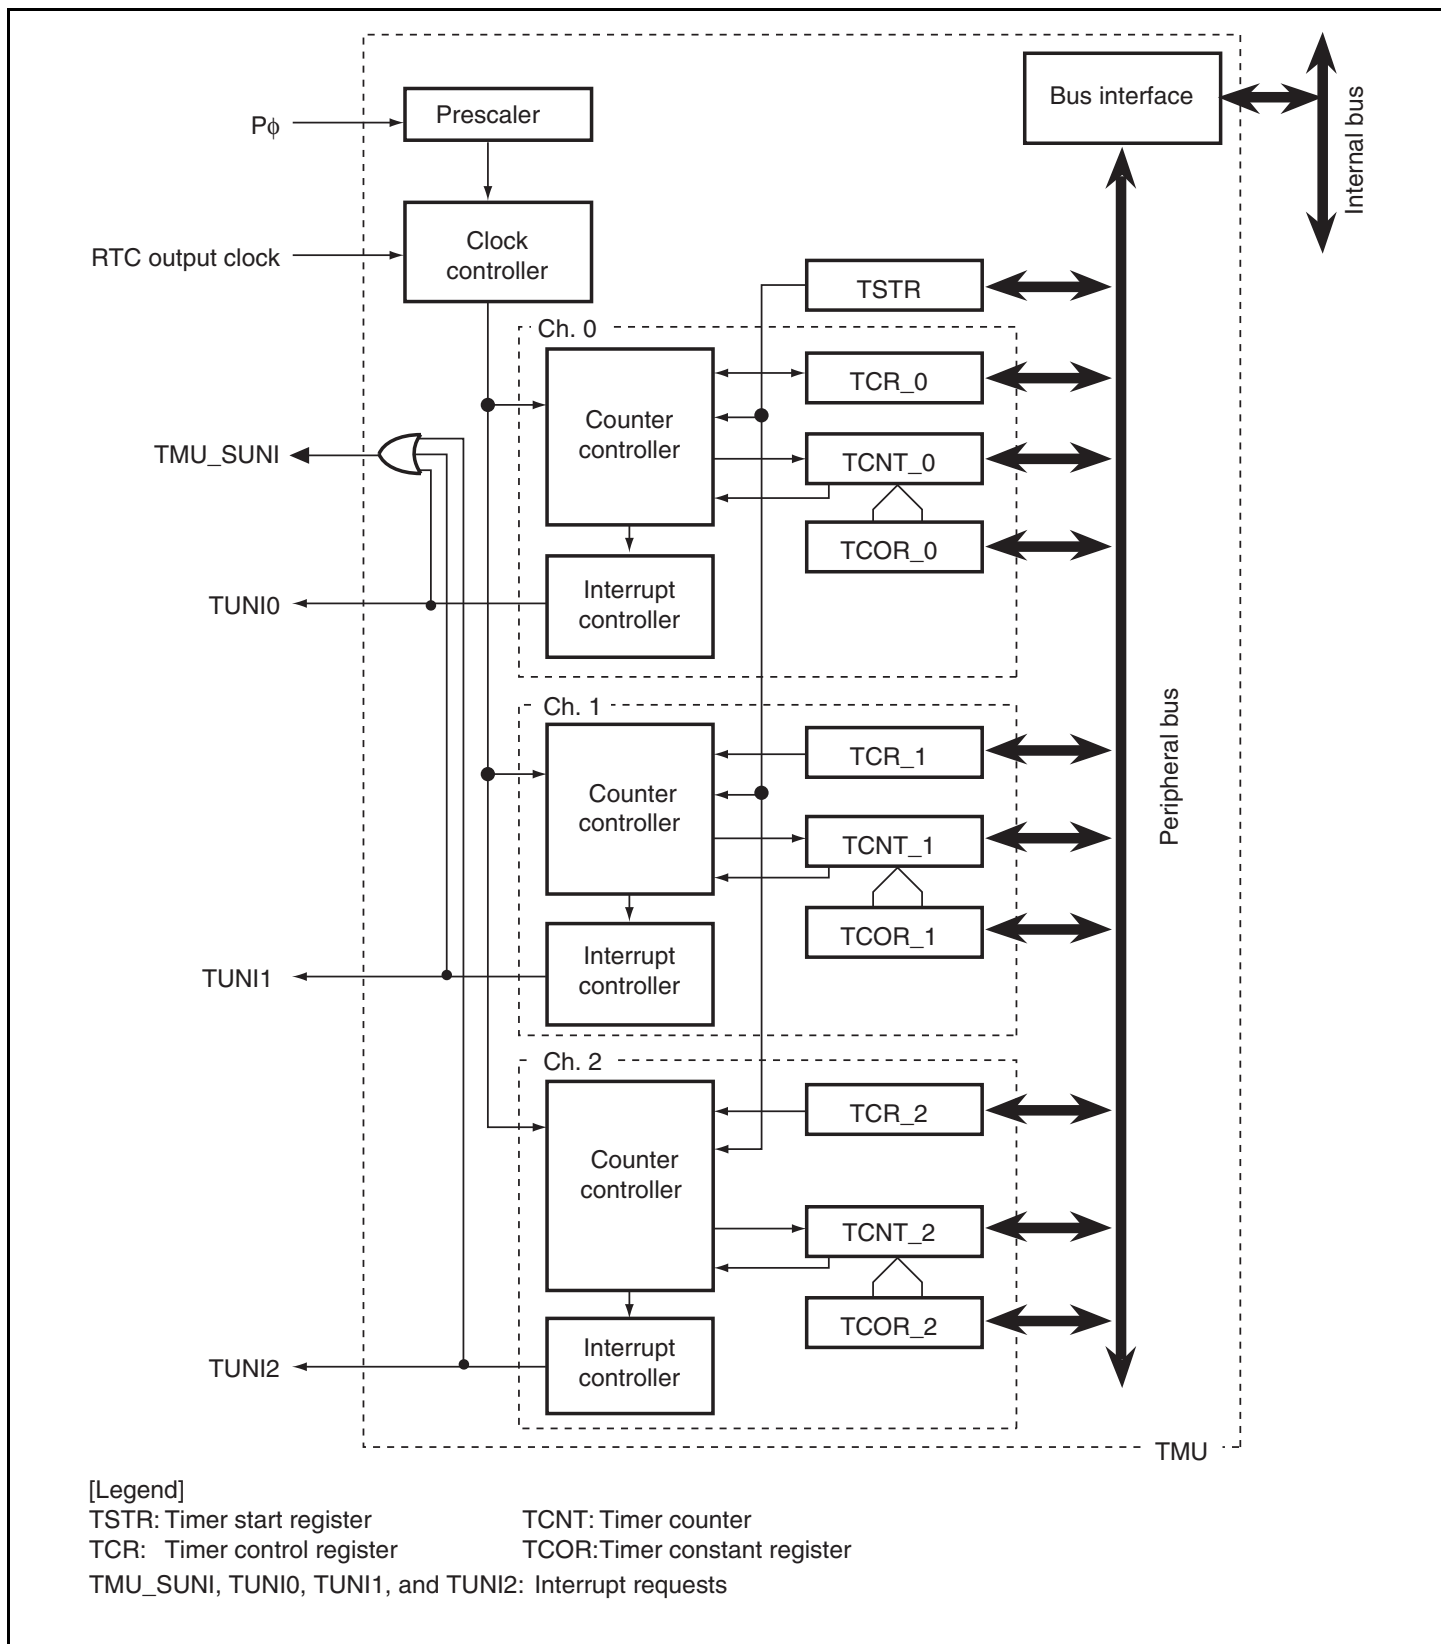 Bus interface
Internal bus
Prescaler
Pϕ
Clock
controller
RTC output clock
TSTR
Ch. 0
Counter
controller
TCR_0
TCNT_0
TCOR_0
TMU_SUNI
Interrupt
controller
TUNI0
Peripheral bus
Ch. 1
Counter
controller
TCR_1
TCNT_1
TCOR_1
Interrupt
controller
TUNI1
Ch. 2
Counter
controller
TCR_2
TCNT_2
TCOR_2
Interrupt
controller
TUNI2
TMU
[Legend]
TSTR: Timer start register
TCNT: Timer counter
TCR: Timer control register
TCOR:Timer constant register
TMU_SUNI, TUNI0, TUNI1, and TUNI2: Interrupt requests